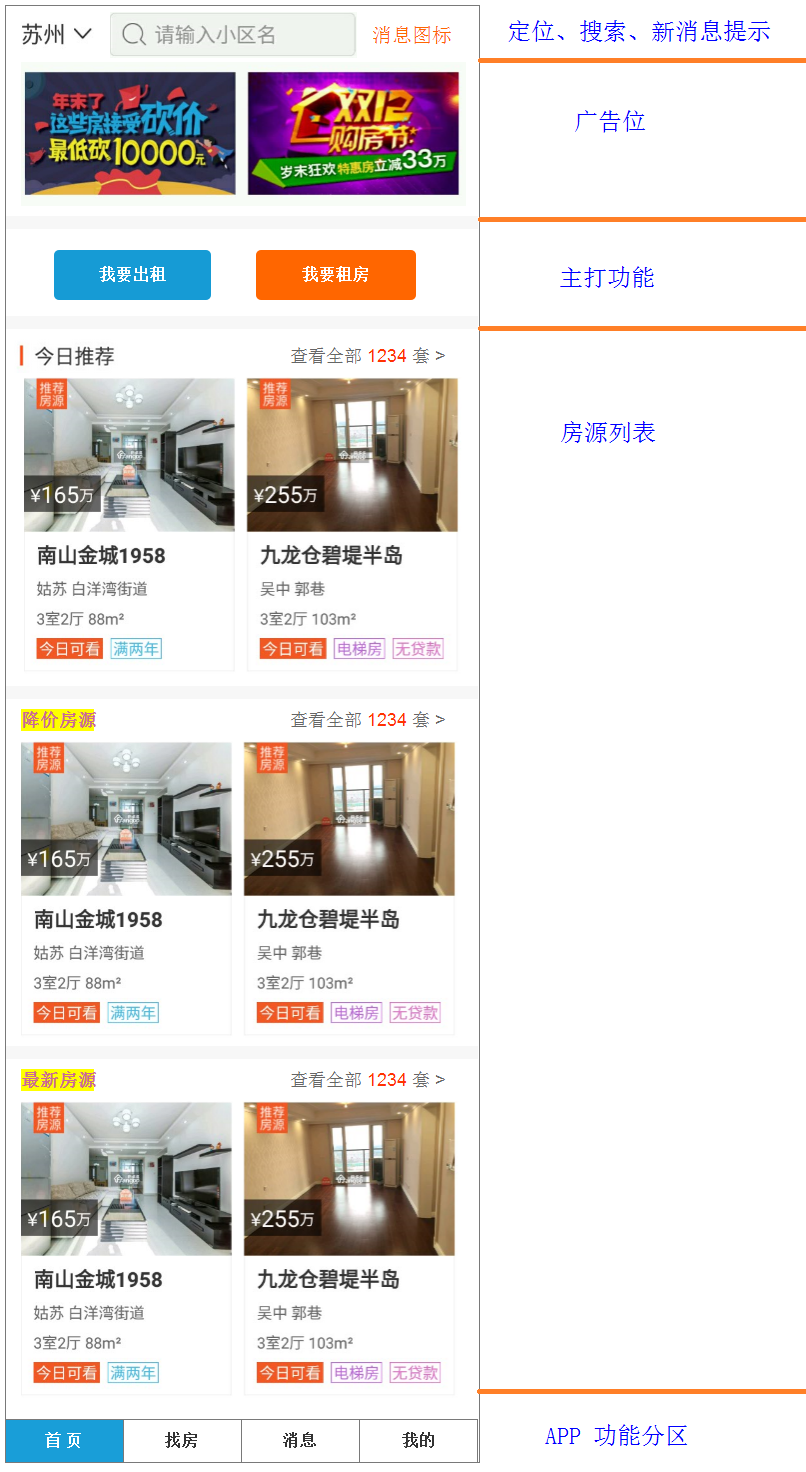 苏州
请输入小区名
消息图标
定位、搜索、新消息提示
年末了
这些房接受砍价
最低砍10000元
双12
购房节
岁末狂欢 特惠房立减33万
广告位
我要出租
我要租房
主打功能
今日推荐
查看全部 1234 套 >
房源列表
推荐
房源
¥165万
南山金城1958
姑苏 白洋湾街道
3室2厅 88m²
今日可看 满两年
推荐
房源
¥255万
九龙仓碧堤半岛
吴中 郭巷
3室2厅 103m²
今日可看 电梯房 无贷款
降价房源
查看全部 1234 套 >
推荐
房源
¥165万
南山金城1958
姑苏 白洋湾街道
3室2厅 88m²
今日可看 满两年
推荐
房源
¥255万
九龙仓碧堤半岛
吴中 郭巷
3室2厅 103m²
今日可看 电梯房 无贷款
最新房源
查看全部 1234 套 >
推荐
房源
¥165万
南山金城1958
姑苏 白洋湾街道
3室2厅 88m²
今日可看 满两年
推荐
房源
¥255万
九龙仓碧堤半岛
吴中 郭巷
3室2厅 103m²
今日可看 电梯房 无贷款
首页
找房
消息
我的
APP 功能分区